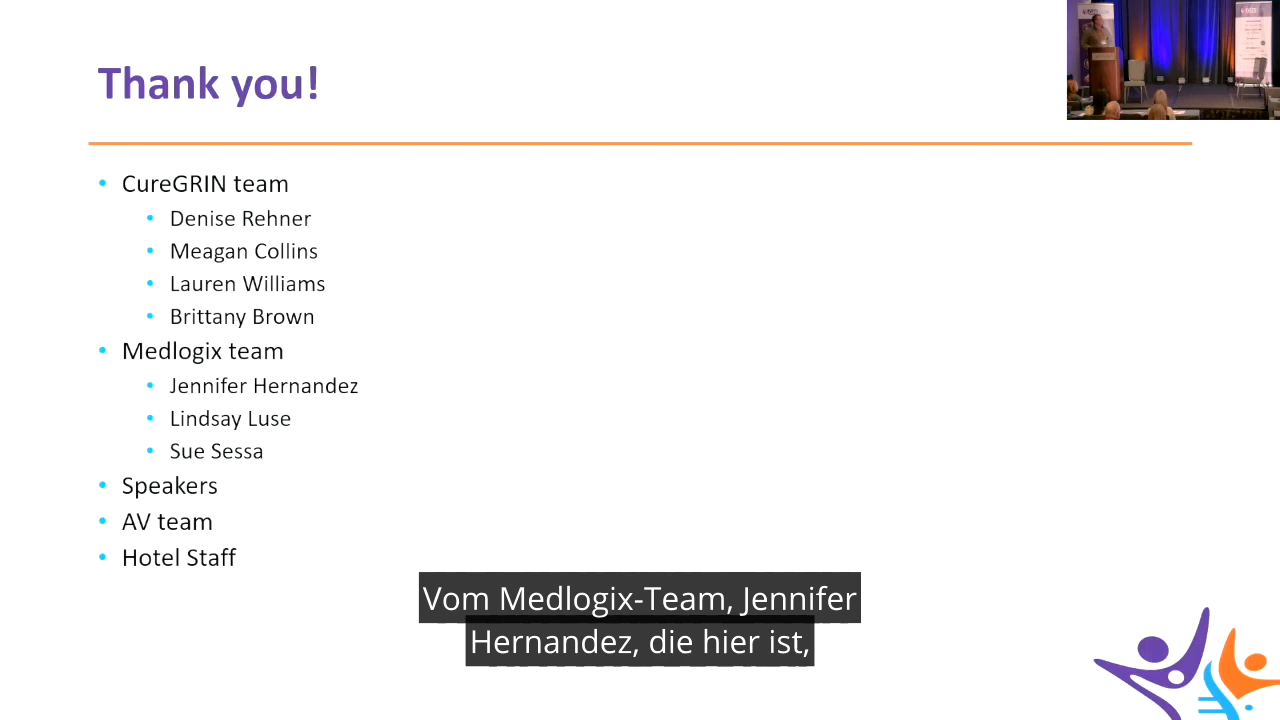 Thank you!
• CureGRIN team
• Denise Rehner
• Meagan Collins
• Lauren Williams
• Brittany Brown
• Medlogix team
• Jennifer Hernandez
• Lindsay Luse
• Sue Sessa
• Speakers
• AV team
• Hotel Staff
Vom Medlogix-Team, Jennifer
Hernandez, die hier ist,